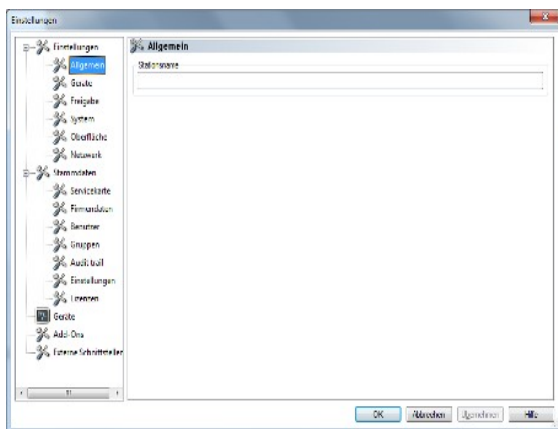 Einstellungen
Einstellungen
Allgemein
Geräte
Freigabe
System
Oberfläche
Netzwerk
Stammdaten
Servicekarte
Firmendaten
Benutzer
Gruppen
Audit trail
Einstellungen
Lizenzen
Geräte
Add-Ons
Externe Schnittstellen
Allgemein
Stationsname
OK
Abbrechen
Übernehmen
Hilfe